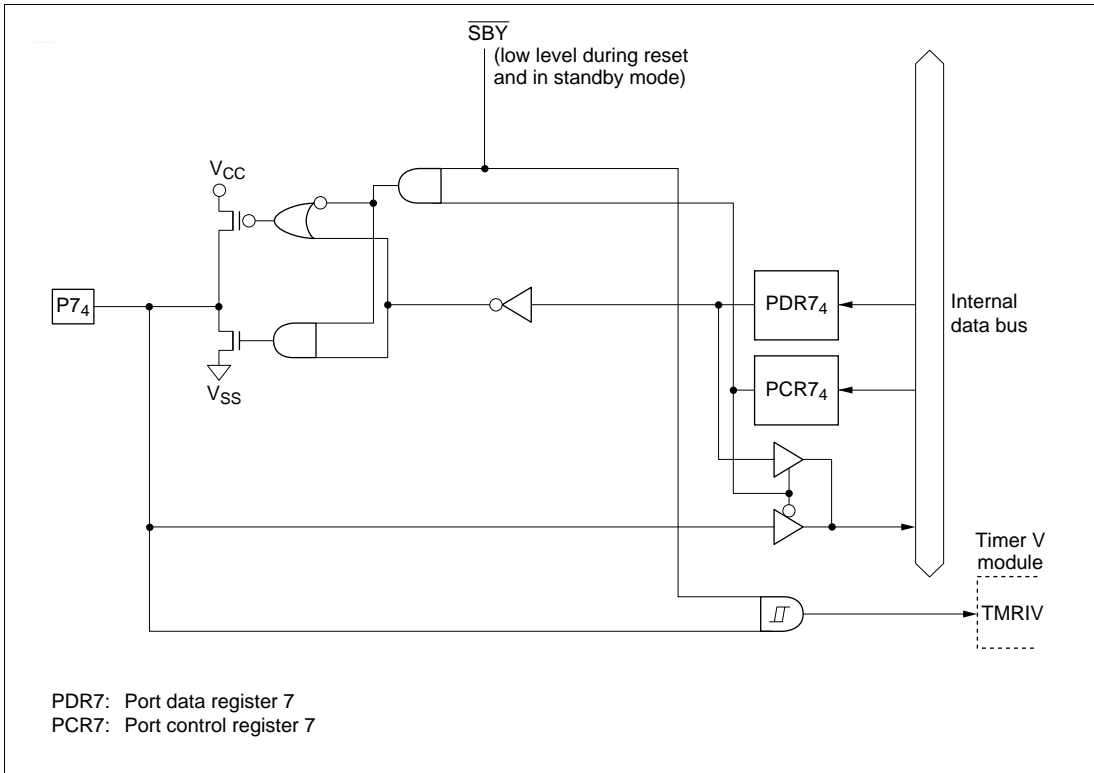 SBY
(low level during reset
and in standby mode)
VCC
P74
VSS
PDR74
PCR74
Internal
data bus
Timer V
module
TMRIV
PDR7: Port data register 7
PCR7: Port control register 7